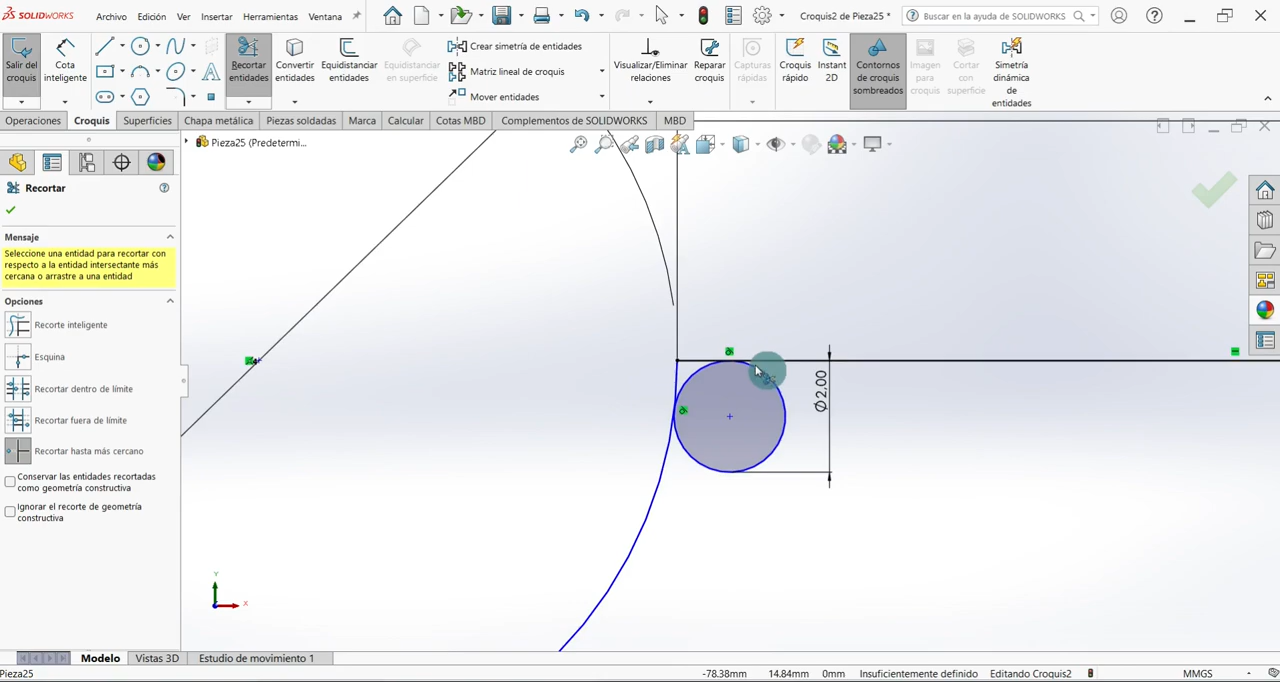 SOLIDWORKS
Archivo
Edición
Ver
Insertar
Herramientas
Ventana
Croquis2 de Pieza25 *
Buscar en la ayuda de SOLIDWORKS
Salir del croquis
Cota inteligente
Recortar entidades
Convertir entidades
Equidistanciar entidades
Equidistanciar en superficie
Crear simetría de entidades
Matriz lineal de croquis
Mover entidades
Visualizar/Eliminar relaciones
Reparar croquis
Capturas rápidas
Croquis rápido
Instant 2D
Contornos de croquis sombreados
Imagen para croquis
Cortar con superficie
Simetría dinámica de entidades
Operaciones
Croquis
Superficies
Chapa metálica
Piezas soldadas
Marca
Calcular
Cotas MBD
Complementos de SOLIDWORKS
MBD
Pieza25 (Predetermi...
Recortar
Mensaje
Seleccione una entidad para recortar con
respecto a la entidad intersectante más
cercana o arrastre a una entidad
Opciones
Recorte inteligente
Esquina
Recortar dentro de límite
Recortar fuera de límite
Recortar hasta más cercano
Conservar las entidades recortadas
como geometría constructiva
Ignorar el recorte de geometría
constructiva
Ø2,00
Y
X
Modelo
Vistas 3D
Estudio de movimiento 1
Pieza25
-78.38mm
14.84mm
0mm
Insuficientemente definido
Editando Croquis2
MMGS